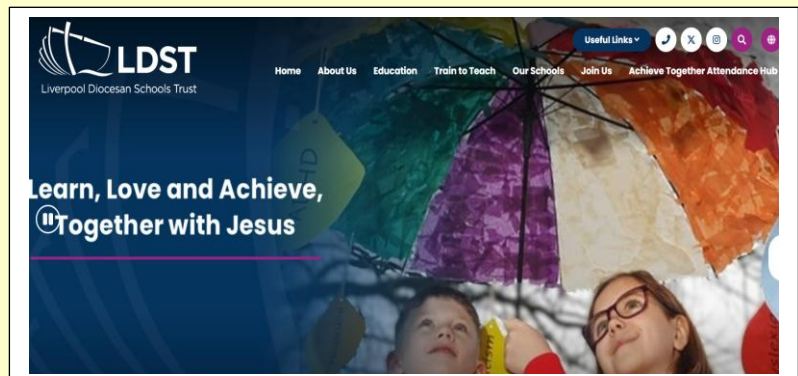 Useful Links
LDST
Liverpool Diocesan Schools Trust
Home About Us Education Train to Teach Our Schools Join Us Achieve Together Attendance Hub
Learn, Love and Achieve,
Together with Jesus